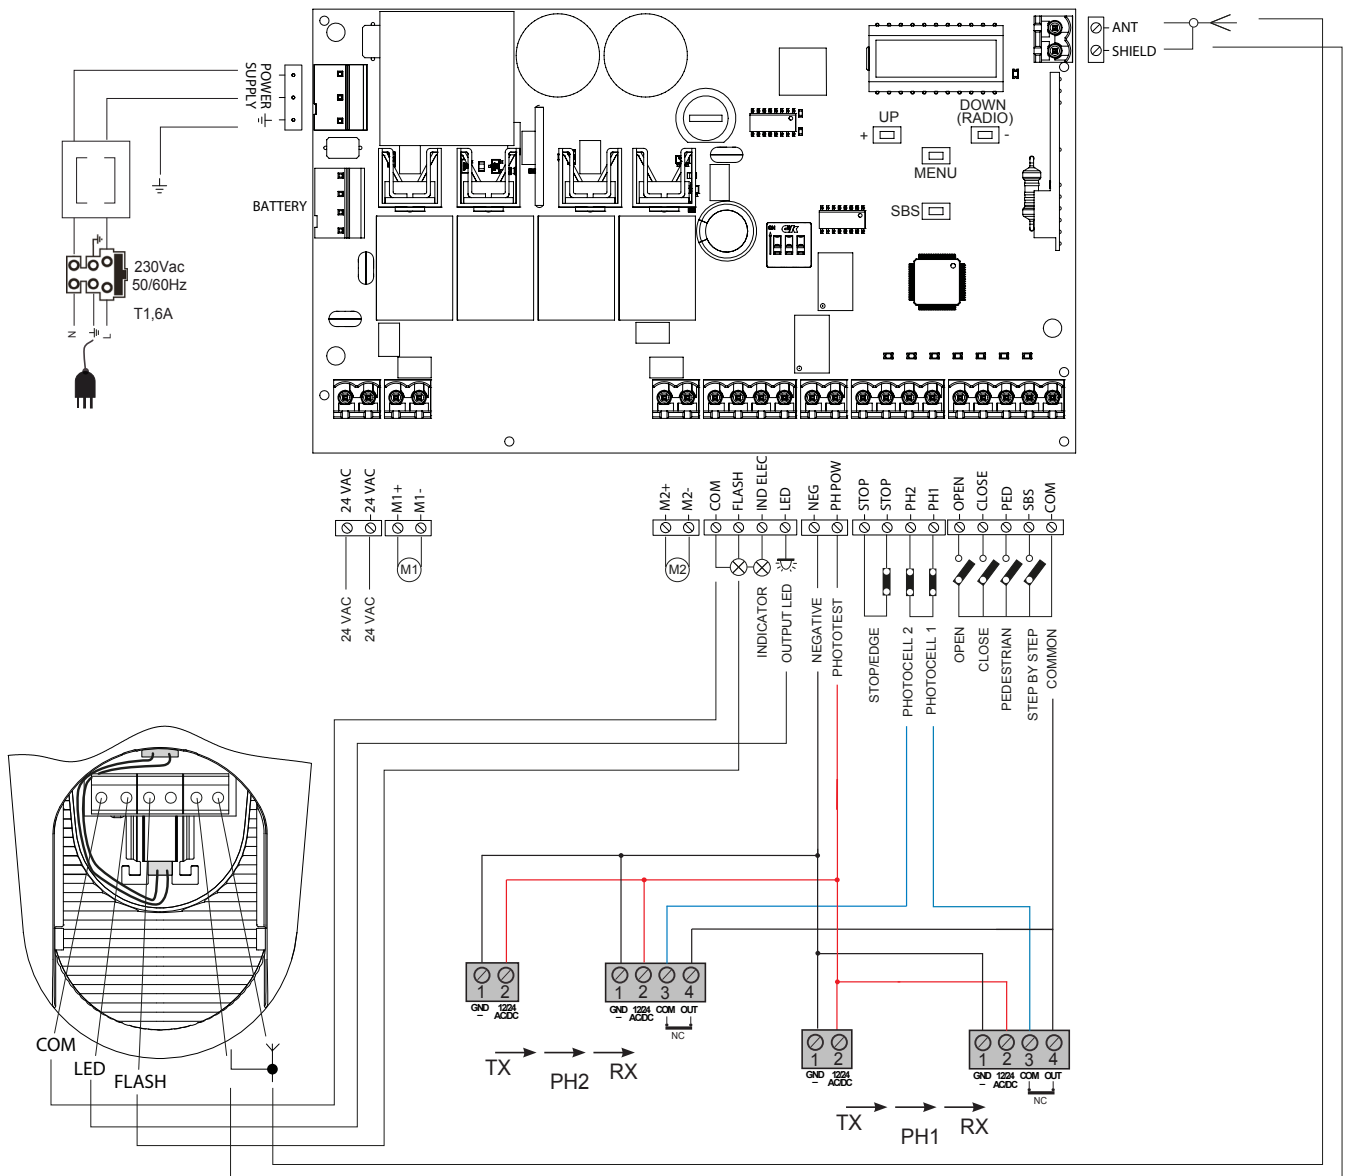 ANT
SHIELD
POWER
SUPPLY
BATTERY
UP
+
DOWN
(RADIO)
-
MENU
SBS
230Vac
50/60Hz
T1,6A
N
L
24 VAC
24 VAC
M1+
M1-
M2+
M2-
COM
FLASH
IND ELEC
LED
NEG
PH POW
STOP
STOP
PH2
PH1
OPEN
CLOSE
PED
SBS
COM
M1
M2
24 VAC
24 VAC
INDICATOR
OUTPUT LED
NEGATIVE
PHOTOTEST
STOP/EDGE
PHOTOCELL 2
PHOTOCELL 1
OPEN
CLOSE
PEDESTRIAN
STEP BY STEP
COMMON
COM
LED
FLASH
1 2
GND 12/24
– AC/DC
1 2 3 4
GND 12/24 COM OUT
– AC/DC
NC
TX
PH2
RX
1 2
GND 12/24
– AC/DC
1 2 3 4
GND 12/24 COM OUT
– AC/DC
NC
TX
PH1
RX